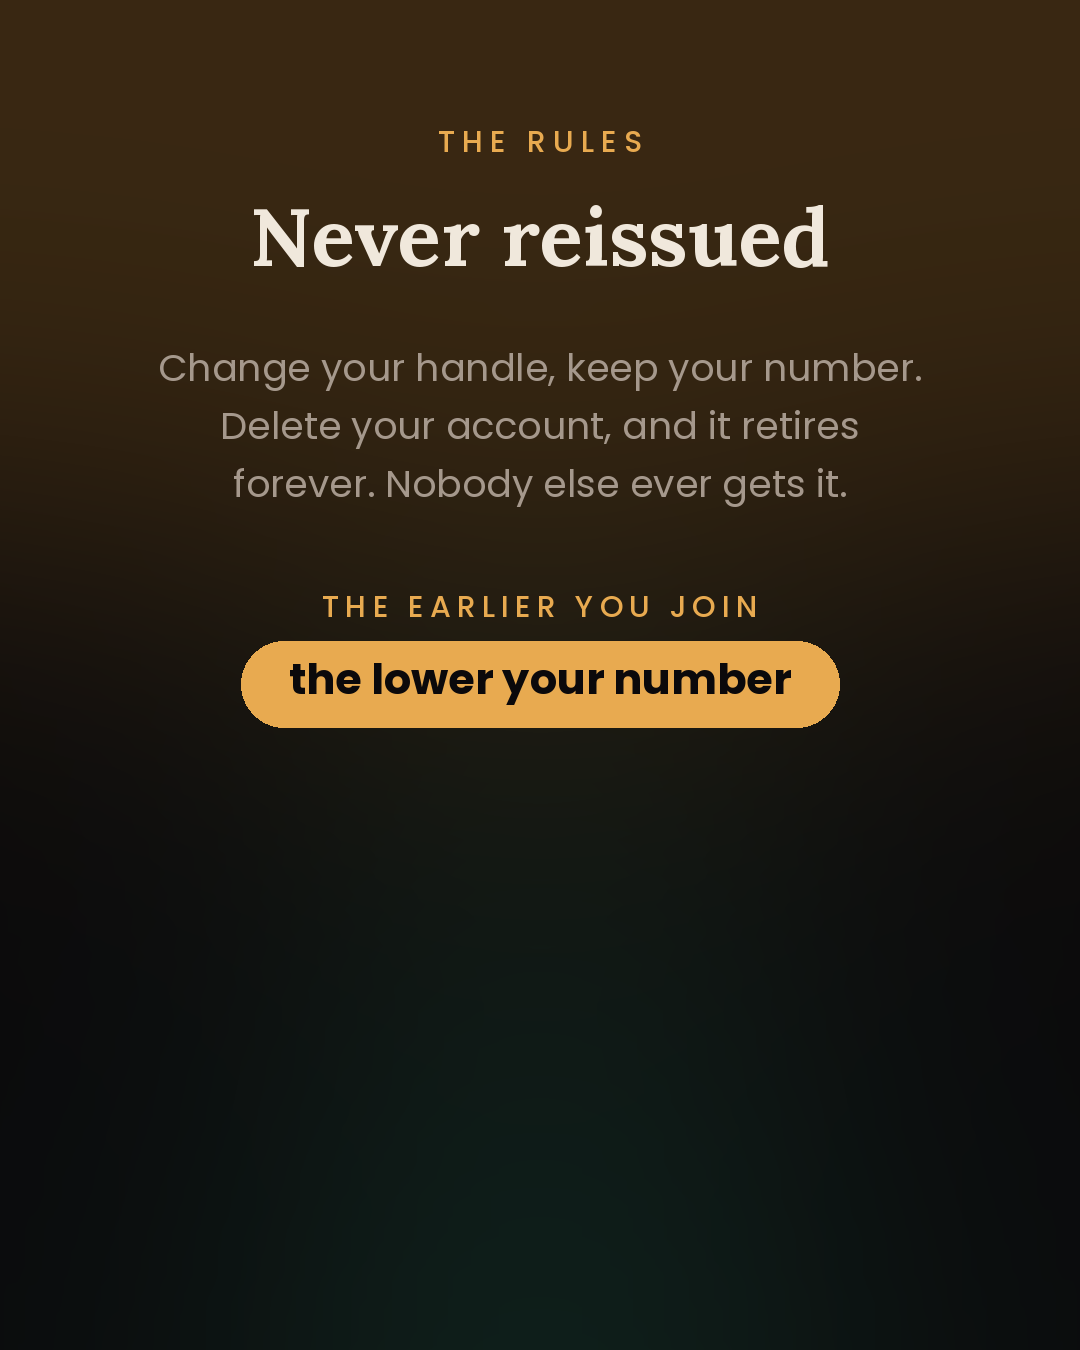 THE RULES
Never reissued
Change your handle, keep your number.
Delete your account, and it retires
forever. Nobody else ever gets it.
THE EARLIER YOU JOIN
the lower your number